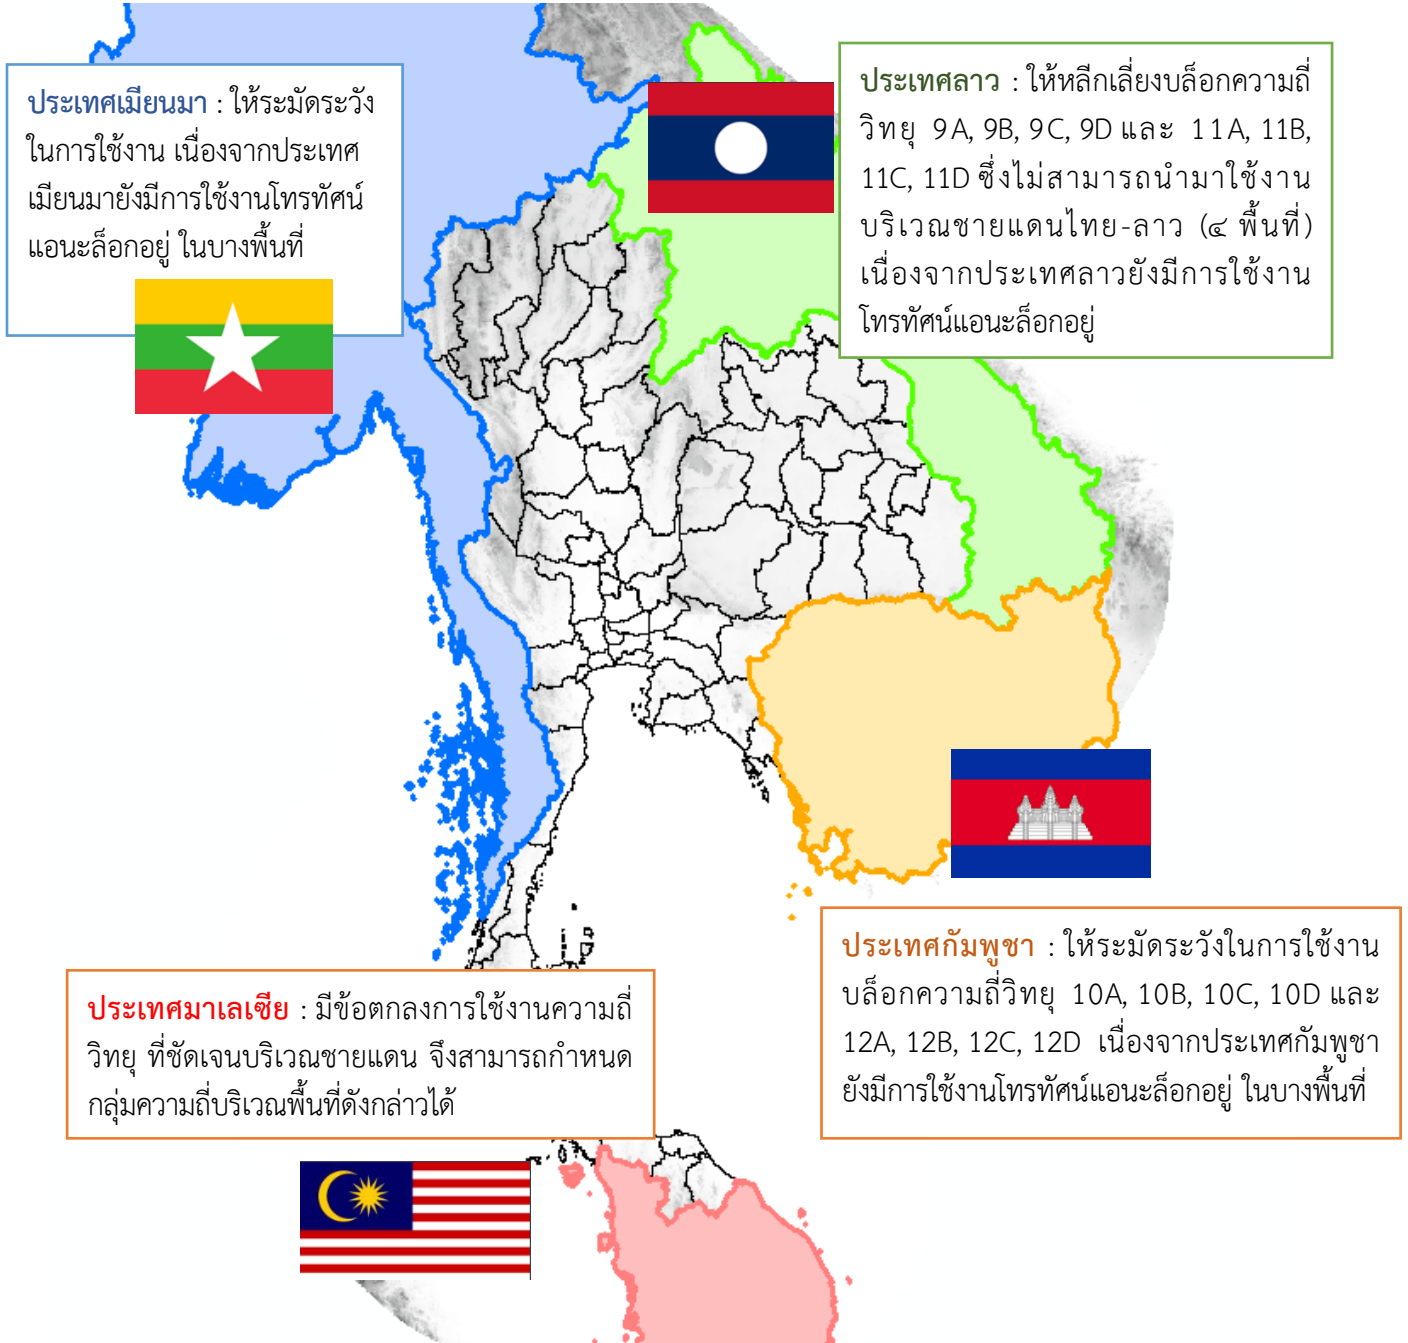 ประเทศเมียนมา : ให้ระมัดระวัง
ในการใช้งาน เนื่องจากประเทศ
เมียนมายังมีการใช้งานโทรทัศน์
แอนะล็อกอยู่ ในบางพื้นที่
ประเทศลาว : ให้หลีกเลี่ยงบล็อกความถี่
วิทยุ 9A, 9B, 9C, 9D และ 11A, 11B,
11C, 11D ซึ่งไม่สามารถนำมาใช้งาน
บริเวณชายแดนไทย-ลาว (๔ พื้นที่)
เนื่องจากประเทศลาวยังมีการใช้งาน
โทรทัศน์แอนะล็อกอยู่
ประเทศกัมพูชา : ให้ระมัดระวังในการใช้งาน
บล็อกความถี่วิทยุ 10A, 10B, 10C, 10D และ
12A, 12B, 12C, 12D เนื่องจากประเทศกัมพูชา
ยังมีการใช้งานโทรทัศน์แอนะล็อกอยู่ ในบางพื้นที่
ประเทศมาเลเซีย : มีข้อตกลงการใช้งานความถี่
วิทยุ ที่ชัดเจนบริเวณชายแดน จึงสามารถกำหนด
กลุ่มความถี่บริเวณพื้นที่ดังกล่าวได้